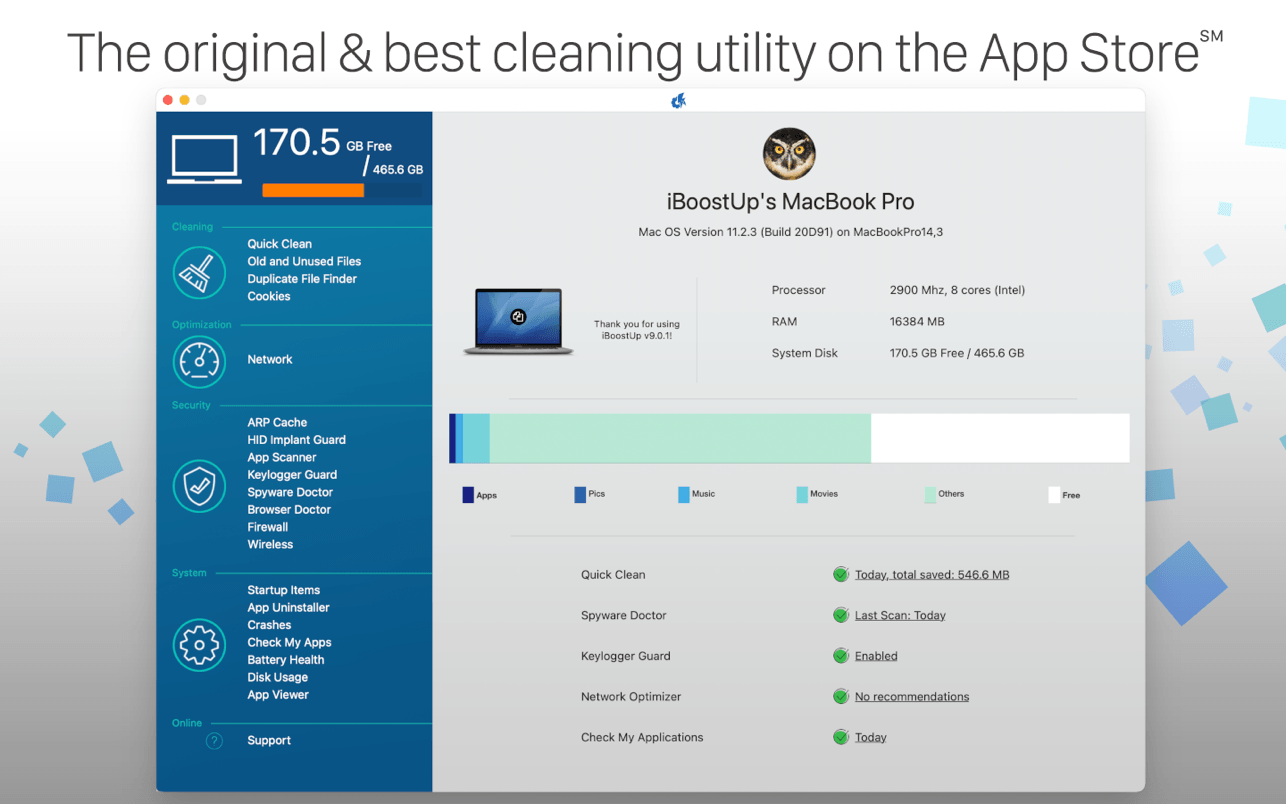 The original & best cleaning utility on the App Store℠
170.5 GB Free
/ 465.6 GB
Cleaning
Quick Clean
Old and Unused Files
Duplicate File Finder
Cookies
Optimization
Network
Security
ARP Cache
HID Implant Guard
App Scanner
Keylogger Guard
Spyware Doctor
Browser Doctor
Firewall
Wireless
System
Startup Items
App Uninstaller
Crashes
Check My Apps
Battery Health
Disk Usage
App Viewer
Online
?
Support
iBoostUp's MacBook Pro
Mac OS Version 11.2.3 (Build 20D91) on MacBookPro14,3
Thank you for using
iBoostUp v9.0.1!
Processor 2900 Mhz, 8 cores (Intel)
RAM 16384 MB
System Disk 170.5 GB Free / 465.6 GB
Apps Pics Music Movies Others Free
Quick Clean Today, total saved: 546.6 MB
Spyware Doctor Last Scan: Today
Keylogger Guard Enabled
Network Optimizer No recommendations
Check My Applications Today